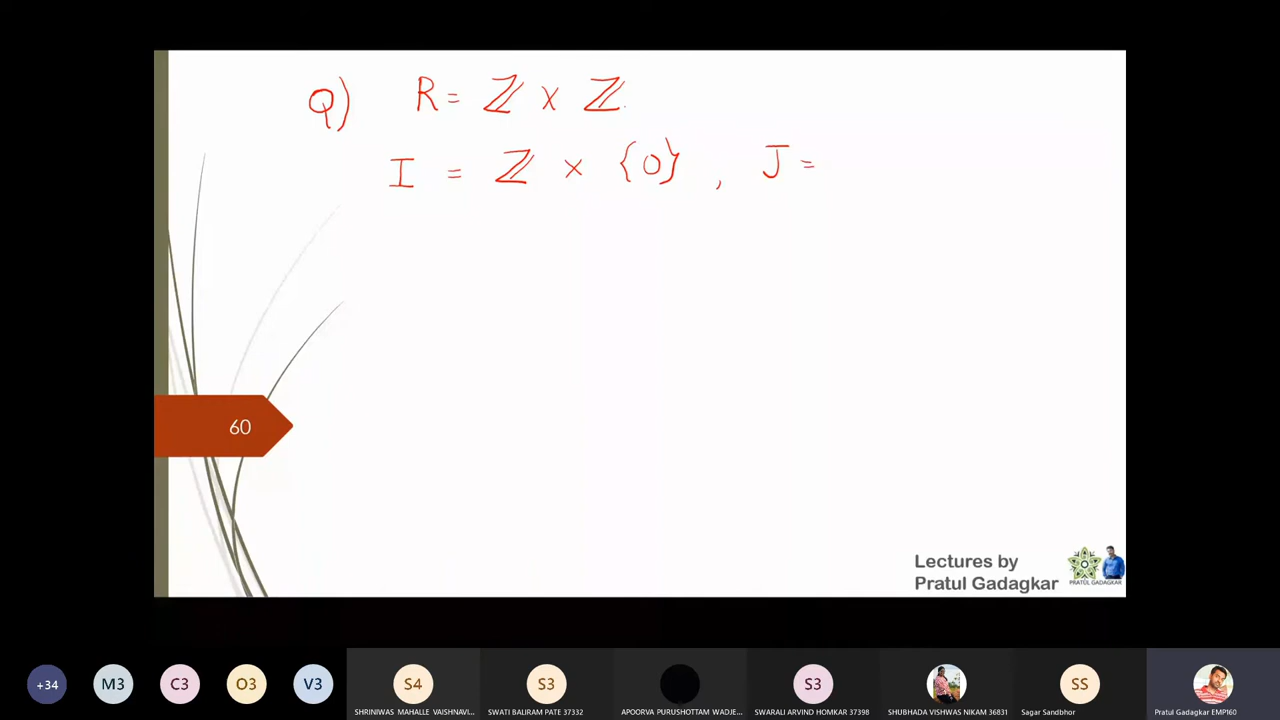 Q) R = ℤ × ℤ.
I = ℤ × {0}, J =
60
Lectures by
Pratul Gadagkar
PRATUL GADAGKAR
+34 M3 C3 O3 V3 S4 S3 S3 SS
SHRINIWAS MAHALLE VAISHNAVI... SWATI BALIRAM PATE 37332 APOORVA PURUSHOTTAM WADJE... SWARALI ARVIND HOMKAR 37398 SHUBHADA VISHWAS NIKAM 36831 Sagar Sandbhor Pratul Gadagkar EMP160